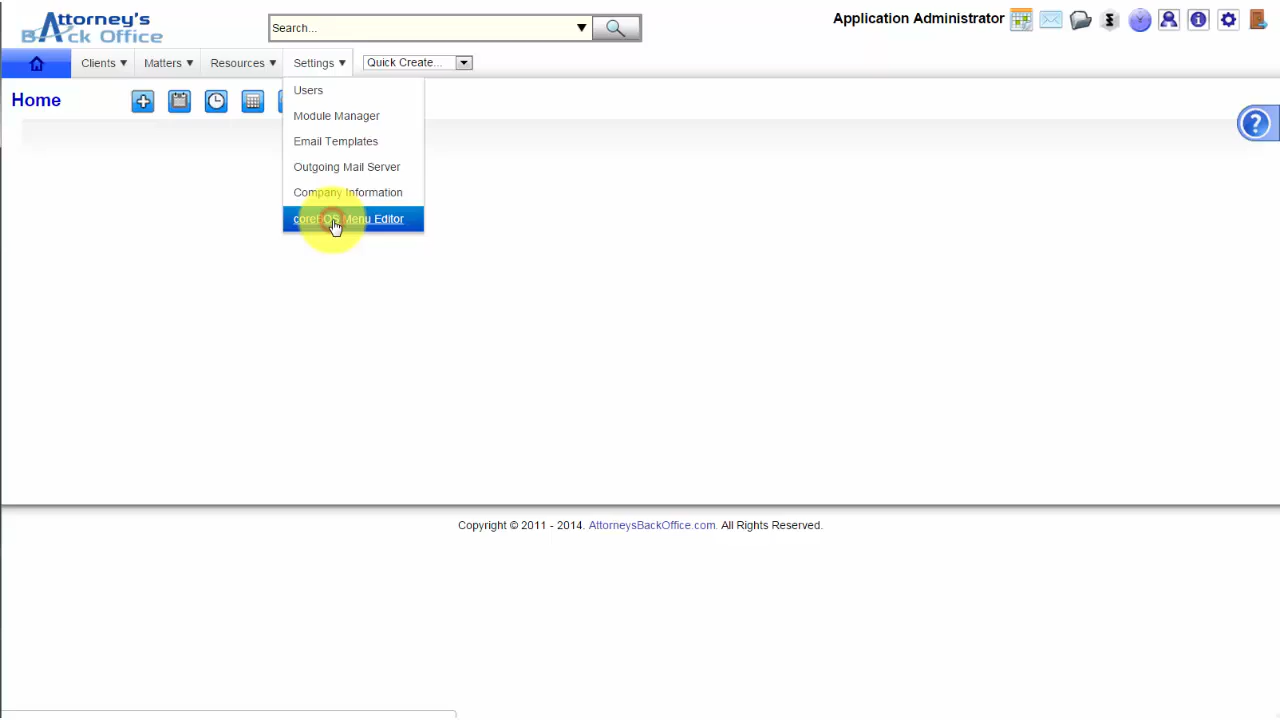 Attorney's
BAck Office
Search...
Application Administrator
Clients
Matters
Resources
Settings
Quick Create...
Home
Users
Module Manager
Email Templates
Outgoing Mail Server
Company Information
coreBOS Menu Editor
Copyright © 2011 - 2014. AttorneysBackOffice.com. All Rights Reserved.